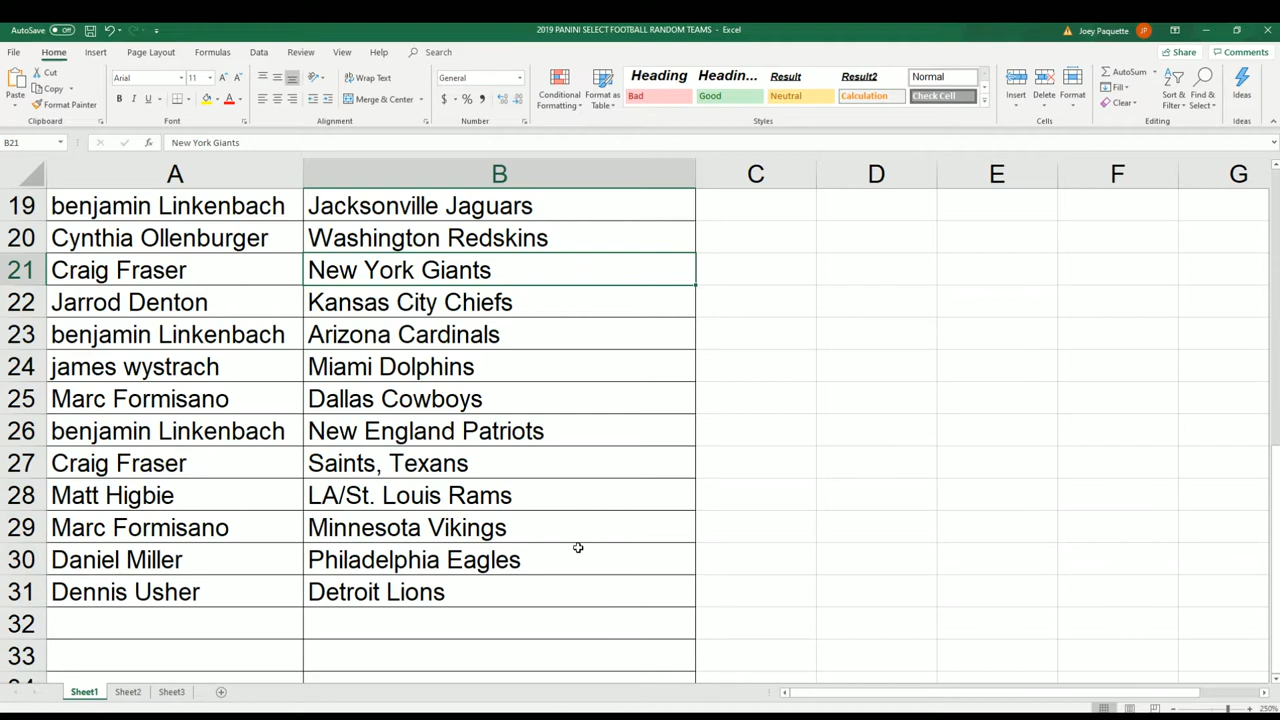 AutoSave Off 2019 PANINI SELECT FOOTBALL RANDOM TEAMS - Excel Joey Paquette JP
File Home Insert Page Layout Formulas Data Review View Help Search Share Comments
Paste Cut Copy Format Painter Clipboard
Arial 11 B I U Font
Wrap Text Merge & Center Alignment
General $ % , Number
Conditional Formatting Format as Table
Heading Headin... Result Result2 Normal
Bad Good Neutral Calculation Check Cell
Styles
Insert Delete Format Cells
AutoSum Fill Clear Sort & Filter Find & Select Editing
Ideas Ideas
B21 fx New York Giants
A B C D E F G
19 benjamin Linkenbach Jacksonville Jaguars
20 Cynthia Ollenburger Washington Redskins
21 Craig Fraser New York Giants
22 Jarrod Denton Kansas City Chiefs
23 benjamin Linkenbach Arizona Cardinals
24 james wystrach Miami Dolphins
25 Marc Formisano Dallas Cowboys
26 benjamin Linkenbach New England Patriots
27 Craig Fraser Saints, Texans
28 Matt Higbie LA/St. Louis Rams
29 Marc Formisano Minnesota Vikings
30 Daniel Miller Philadelphia Eagles
31 Dennis Usher Detroit Lions
32
33
Sheet1 Sheet2 Sheet3
250%